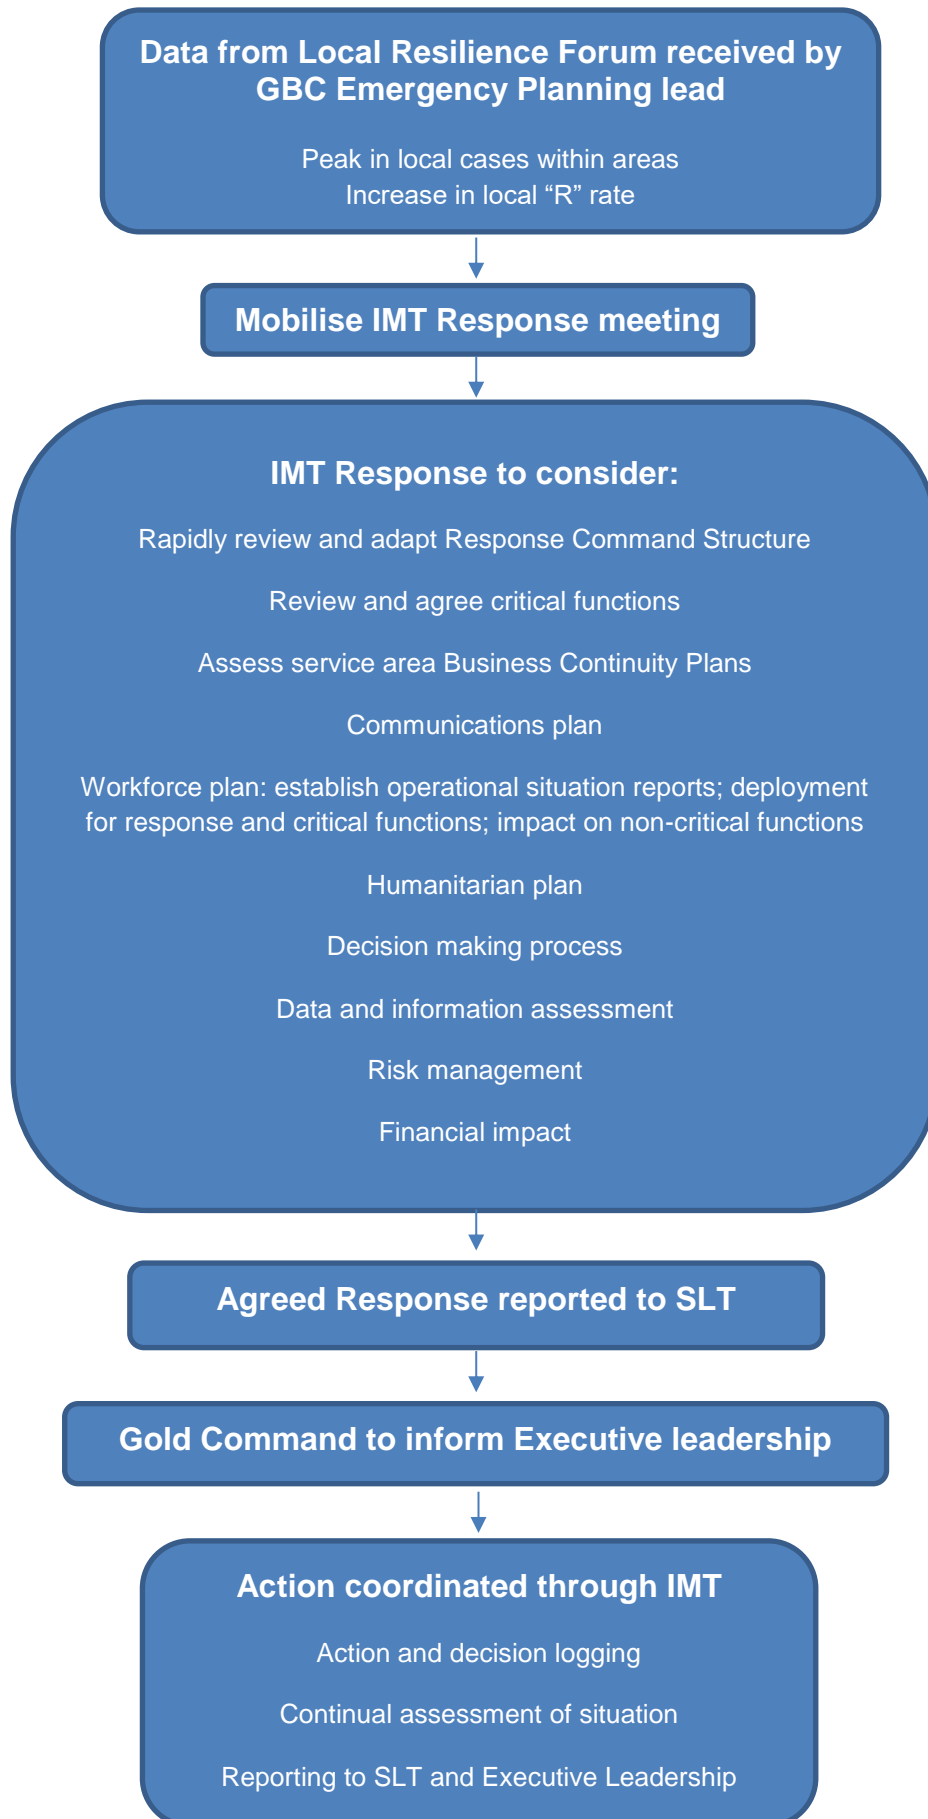 Data from Local Resilience Forum received by
GBC Emergency Planning lead
Peak in local cases within areas
Increase in local “R” rate
Mobilise IMT Response meeting
IMT Response to consider:
Rapidly review and adapt Response Command Structure
Review and agree critical functions
Assess service area Business Continuity Plans
Communications plan
Workforce plan: establish operational situation reports; deployment
for response and critical functions; impact on non-critical functions
Humanitarian plan
Decision making process
Data and information assessment
Risk management
Financial impact
Agreed Response reported to SLT
Gold Command to inform Executive leadership
Action coordinated through IMT
Action and decision logging
Continual assessment of situation
Reporting to SLT and Executive Leadership